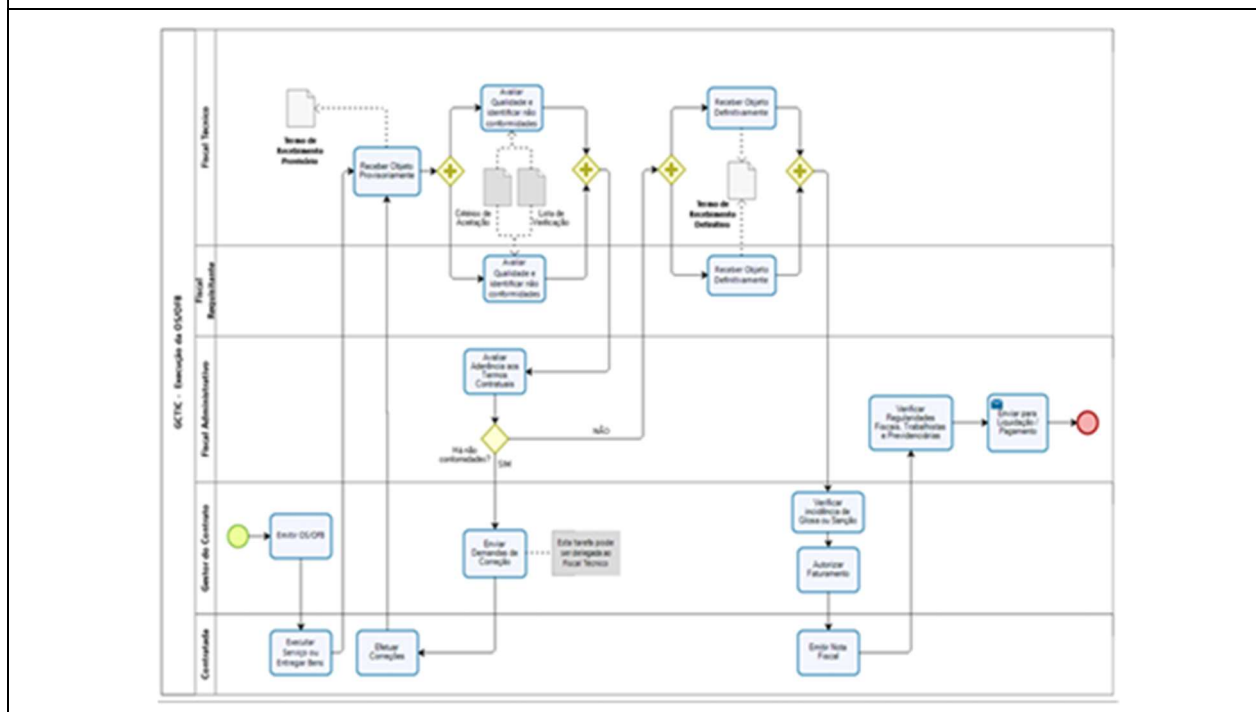 GCTIC - Execução da OS/OFB
Fiscal Técnico
Termo de
Recebimento
Provisório
Receber Objeto
Provisoriamente
Avaliar
Qualidade e
identificar não
conformidades
Critérios de
Aceitação
Lista de
Verificação
Receber Objeto
Definitivamente
Termo de
Recebimento
Definitivo
Fiscal
Requisitante
Avaliar
Qualidade e
identificar não
conformidades
Receber Objeto
Definitivamente
Fiscal Administrativo
Avaliar
Aderência aos
Termos
Contratuais
Há não
conformidades?
NÃO
SIM
Verificar
Regularidades
Fiscais, Trabalhistas
e Previdenciárias
Enviar para
Liquidação /
Pagamento
Gestor do Contrato
Emitir OS/OFB
Enviar
Demandas de
Correção
Esta tarefa pode
ser delegada ao
Fiscal Técnico
Verificar
incidência de
Glosa ou Sanção
Autorizar
Faturamento
Contratada
Executar
Serviço ou
Entregar Bens
Efetuar
Correções
Emitir Nota
Fiscal